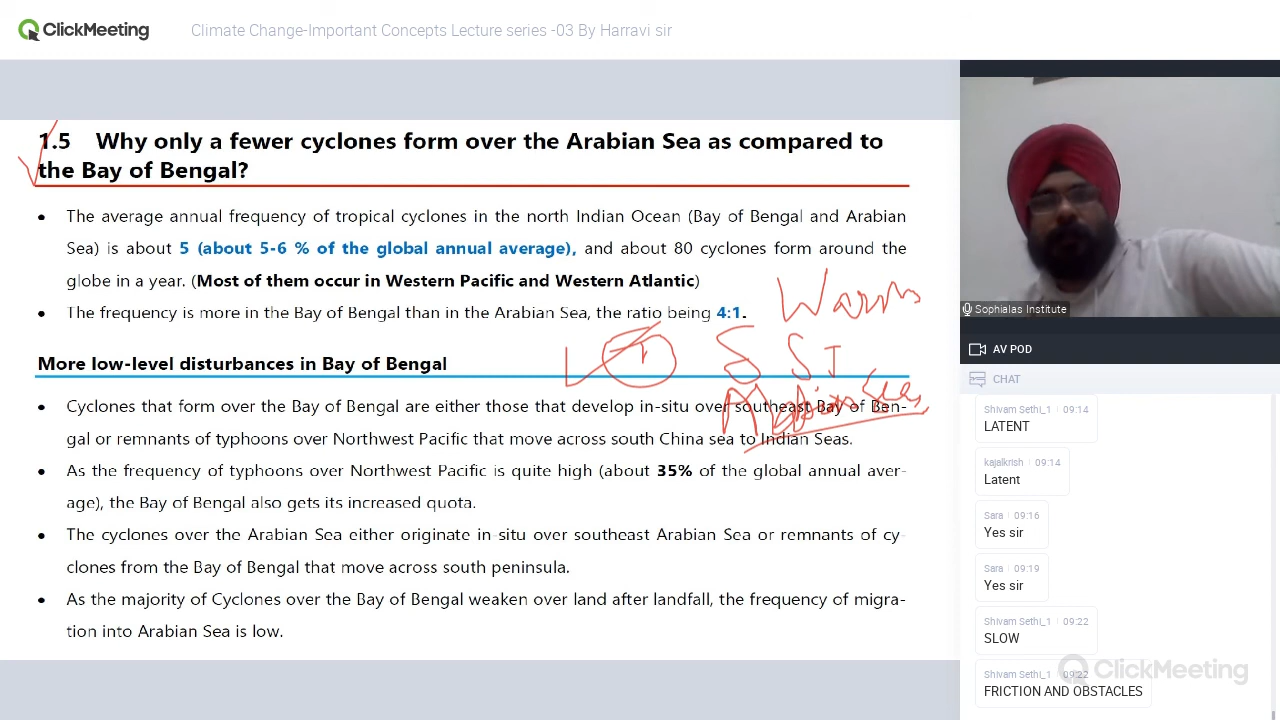 ClickMeeting
Climate Change-Important Concepts Lecture series -03 By Harravi sir
1.5 Why only a fewer cyclones form over the Arabian Sea as compared to
the Bay of Bengal?
• The average annual frequency of tropical cyclones in the north Indian Ocean (Bay of Bengal and Arabian
Sea) is about 5 (about 5-6 % of the global annual average), and about 80 cyclones form around the
globe in a year. (Most of them occur in Western Pacific and Western Atlantic)
• The frequency is more in the Bay of Bengal than in the Arabian Sea, the ratio being 4:1.
Warm
SST
Arabian Sea
More low-level disturbances in Bay of Bengal
• Cyclones that form over the Bay of Bengal are either those that develop in-situ over southeast Bay of Ben-
gal or remnants of typhoons over Northwest Pacific that move across south China sea to Indian Seas.
• As the frequency of typhoons over Northwest Pacific is quite high (about 35% of the global annual aver-
age), the Bay of Bengal also gets its increased quota.
• The cyclones over the Arabian Sea either originate in-situ over southeast Arabian Sea or remnants of cy-
clones from the Bay of Bengal that move across south peninsula.
• As the majority of Cyclones over the Bay of Bengal weaken over land after landfall, the frequency of migra-
tion into Arabian Sea is low.
Sophialas Institute
AV POD
CHAT
Shivam Sethi_1 09:14
LATENT
kajalkrish 09:14
Latent
Sara 09:16
Yes sir
Sara 09:19
Yes sir
Shivam Sethi_1 09:22
SLOW
Shivam Sethi_1 09:22
FRICTION AND OBSTACLES
ClickMeeting